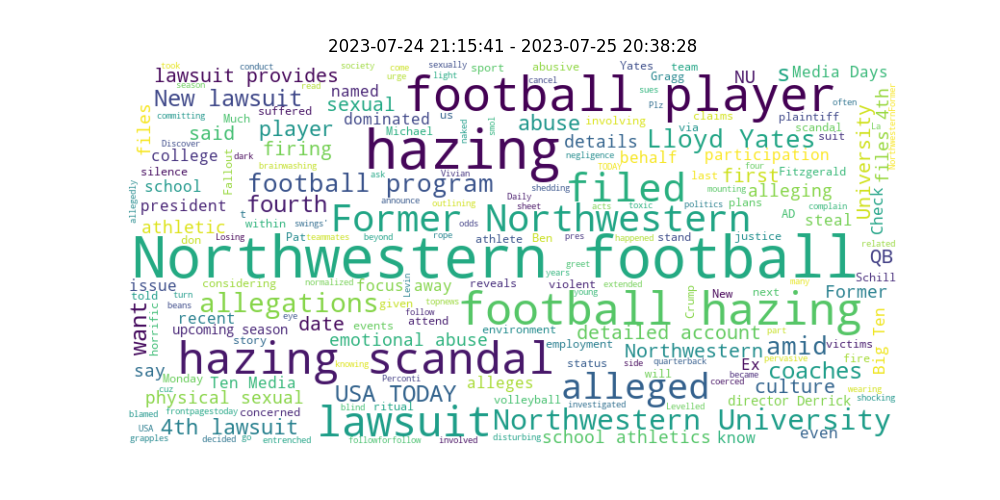 2023-07-24 21:15:41 - 2023-07-25 20:38:28
took conduct society come sexually sport abusive Yates team
lawsuit provides season urge read light cancel Gragg NU s Media Days
New lawsuit named football player sues Plz often
files committing suffered sexual abuse involving claims plaintiff 4th
Discover Much dominated us naked smol via scandal University files northwesternformer
said player Michael hazing details Lloyd Yates suit complain Check
college firing negligence behalf participation
silence Fallout dark brainwashing ask Vivian TODAY last first four Fitzgerald
school football program shedding filed mounting alleging
allegedly president fourth announce Daily sheet acts toxic politics plans AD steal
athletic t within swings' Former Northwestern
don Losing Pat teammates beyond rope athlete odds Ben pres happened stand justice related
outlining
Northwestern football QB
issue considering normalized focus away Levin reveals greet years violent extended young New next many Former Schill
told turn allegations given follow topnews football hazing Crump
want beans recent eye date events attend environment detailed account part Big Ten
horrific upcoming season emotional abuse employment Northwestern amid victims
story hazing scandal status side quarterback Ex pervasive fire
say Monday Ten Media knowing Perconti alleges will became coerced coaches
physical sexual cuz USA TODAY volleyball alleged culture wearing shocking
blamed frontpagestoday concerned blind ritual investigated Levelled director Derrick
USA 4th lawsuit lawsuit Northwestern University
grapples decided go entrenched followforfollow involved disturbing school athletics know even